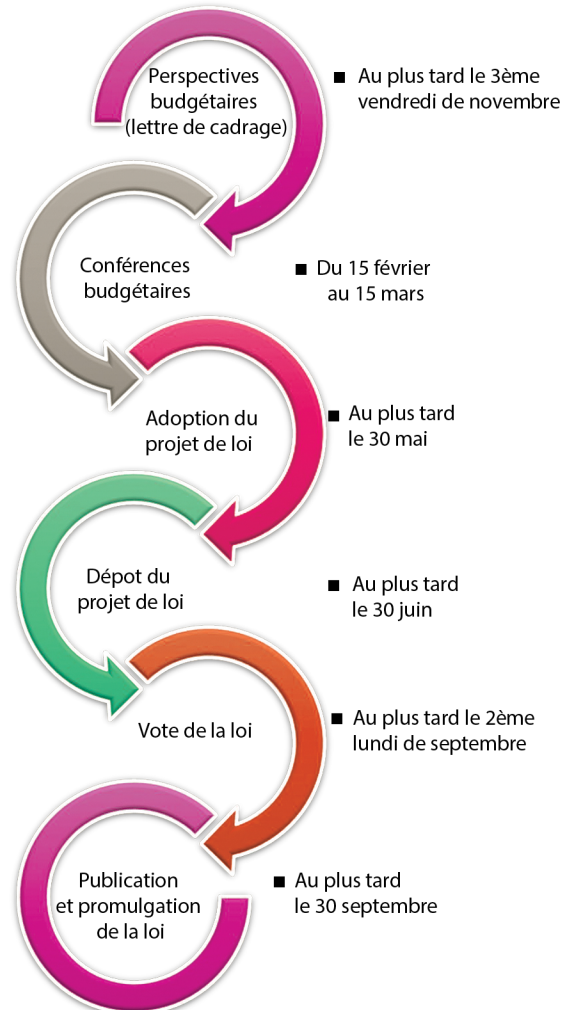 Perspectives
budgétaires
(lettre de cadrage)
■ Au plus tard le 3ème
vendredi de novembre
Conférences
budgétaires
■ Du 15 février
au 15 mars
Adoption du
projet de loi
■ Au plus tard
le 30 mai
Dépot du
projet de loi
■ Au plus tard
le 30 juin
Vote de la loi
■ Au plus tard le 2ème
lundi de septembre
Publication
et promulgation
de la loi
■ Au plus tard
le 30 septembre